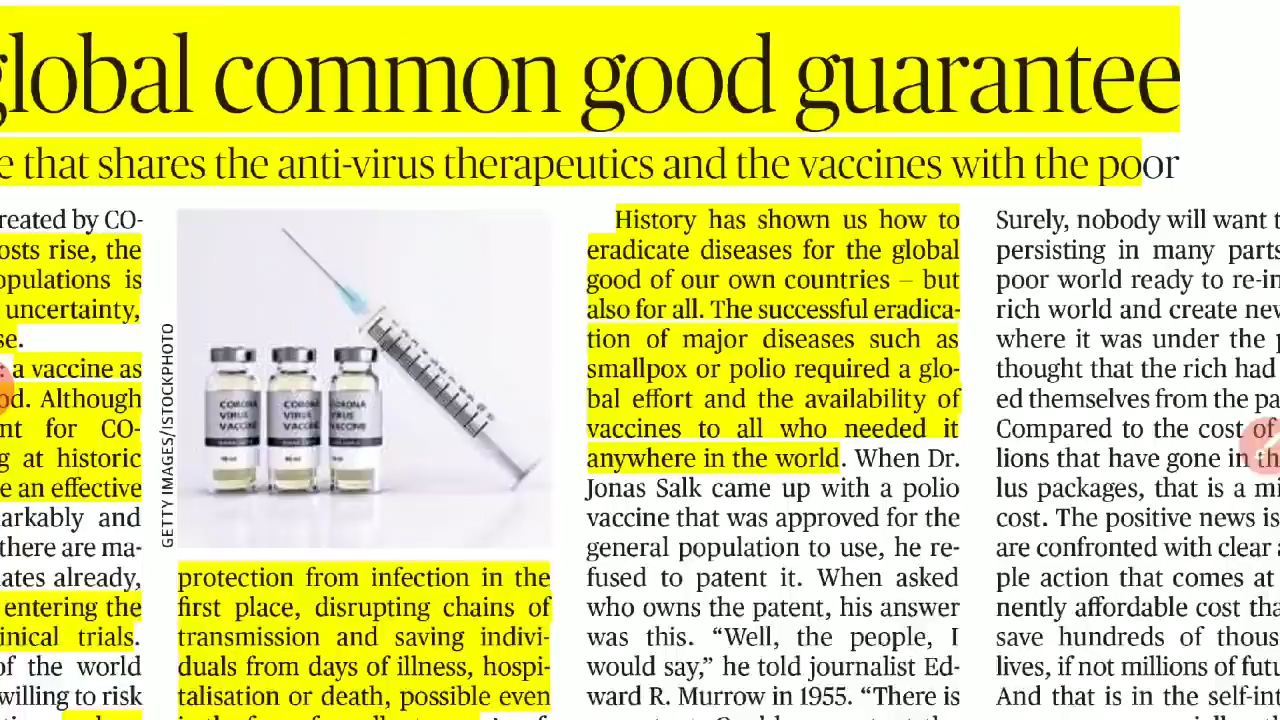 global common good guarantee
e that shares the anti-virus therapeutics and the vaccines with the poor
reated by CO-
osts rise, the
opulations is
uncertainty,
se.
: a vaccine as
od. Although
nt for CO-
g at historic
e an effective
arkably and
there are ma-
ates already,
entering the
inical trials.
of the world
willing to risk
GETTY IMAGES/ISTOCKPHOTO
CORONA VIRUS VACCINE
CORONA VIRUS VACCINE
CORONA VIRUS VACCINE
protection from infection in the
first place, disrupting chains of
transmission and saving indivi-
duals from days of illness, hospi-
talisation or death, possible even
History has shown us how to
eradicate diseases for the global
good of our own countries – but
also for all. The successful eradica-
tion of major diseases such as
smallpox or polio required a glo-
bal effort and the availability of
vaccines to all who needed it
anywhere in the world. When Dr.
Jonas Salk came up with a polio
vaccine that was approved for the
general population to use, he re-
fused to patent it. When asked
who owns the patent, his answer
was this. “Well, the people, I
would say,” he told journalist Ed-
ward R. Murrow in 1955. “There is
Surely, nobody will want t
persisting in many parts
poor world ready to re-in
rich world and create new
where it was under the p
thought that the rich had
ed themselves from the pa
Compared to the cost of
lions that have gone in th
lus packages, that is a mi
cost. The positive news is
are confronted with clear a
ple action that comes at
nently affordable cost tha
save hundreds of thous
lives, if not millions of futu
And that is in the self-int